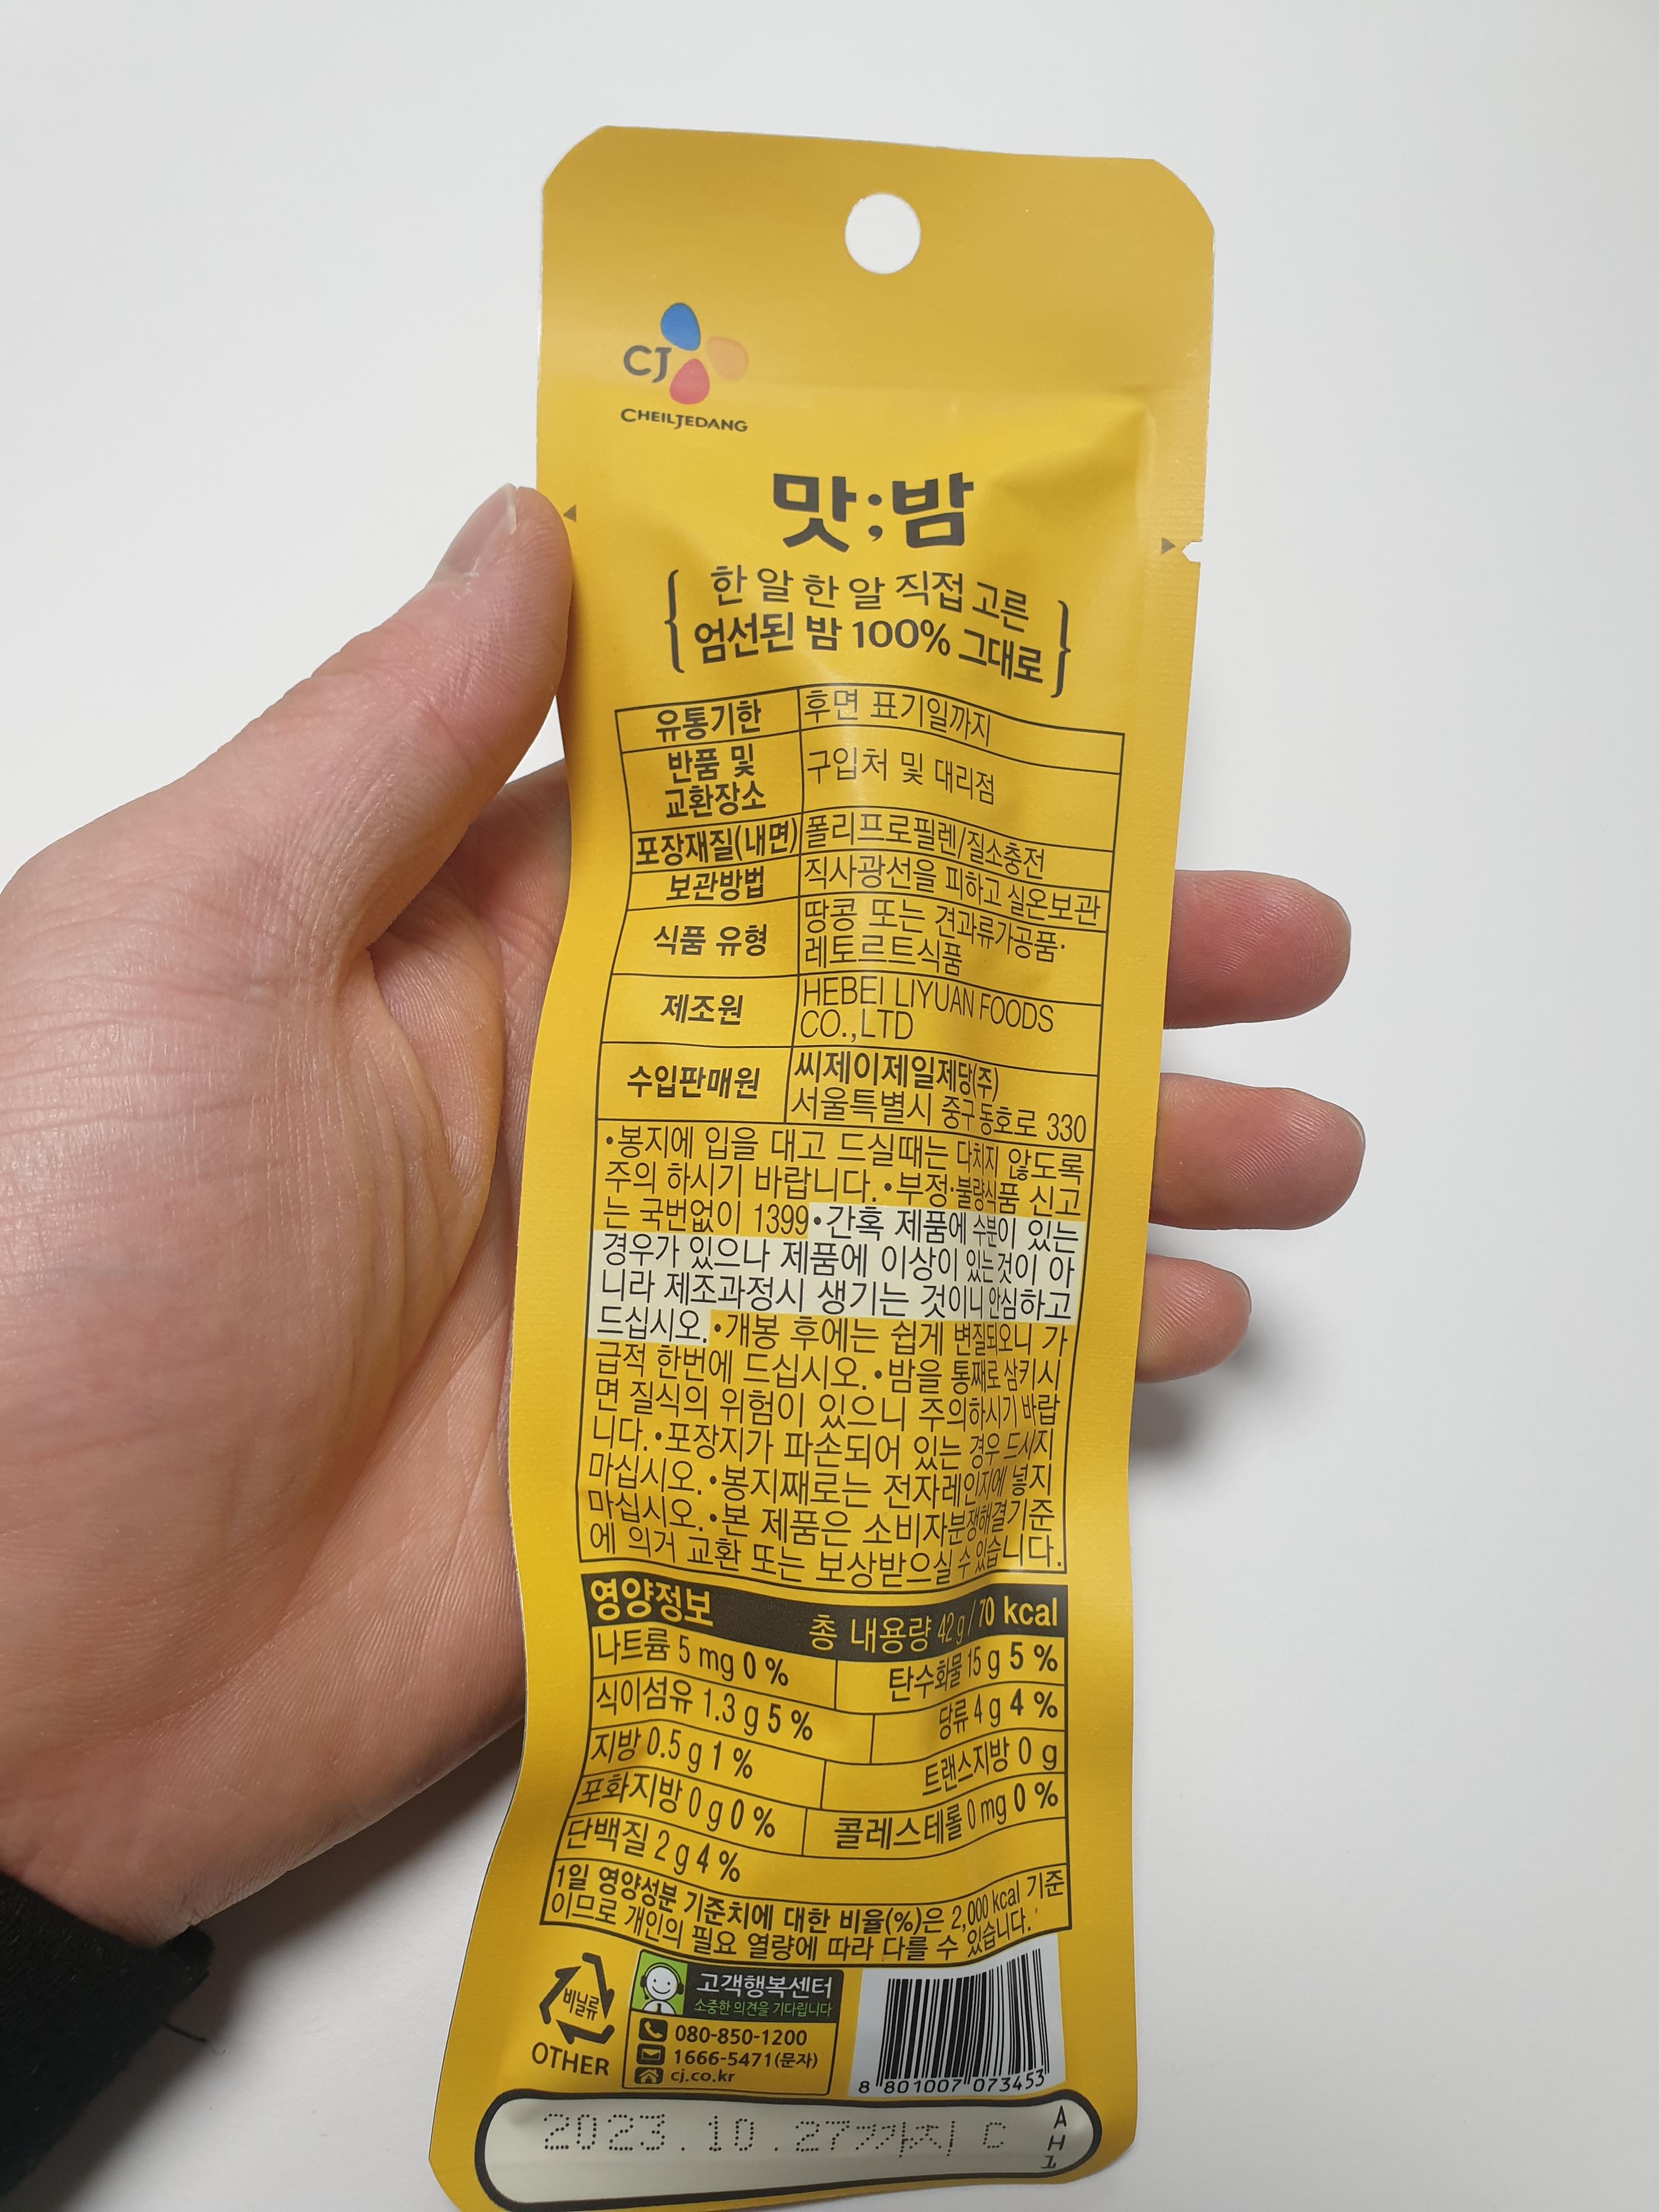 CJ
CHEILJEDANG
맛;밤
한 알 한 알 직접 고른
엄선된 밤 100% 그대로
유통기한 후면 표기일까지
반품 및 교환장소 구입처 및 대리점
포장재질(내면) 폴리프로필렌/질소충전
보관방법 직사광선을 피하고 실온보관
식품 유형 땅콩 또는 견과류가공품·
레토르트식품
제조원 HEBEI LIYUAN FOODS
CO.,LTD
수입판매원 씨제이제일제당(주)
서울특별시 중구 동호로 330
•봉지에 입을 대고 드실때는 다치지 않도록
주의 하시기 바랍니다.•부정·불량식품 신고
는 국번없이 1399•간혹 제품에 수분이 있는
경우가 있으나 제품에 이상이 있는 것이 아
니라 제조과정시 생기는 것이니 안심하고
드십시오.•개봉 후에는 쉽게 변질되오니 가
급적 한번에 드십시오.•밤을 통째로 삼키시
면 질식의 위험이 있으니 주의하시기 바랍
니다.•포장지가 파손되어 있는 경우 드시지
마십시오.•봉지째로는 전자레인지에 넣지
마십시오.•본 제품은 소비자분쟁해결기준
에 의거 교환 또는 보상받으실 수 있습니다.
영양정보 총 내용량 42 g / 70 kcal
나트륨 5 mg 0 % 탄수화물 15 g 5 %
식이섬유 1.3 g 5 % 당류 4 g 4 %
지방 0.5 g 1 % 트랜스지방 0 g
포화지방 0 g 0 % 콜레스테롤 0 mg 0 %
단백질 2 g 4 %
1일 영양성분 기준치에 대한 비율(%)은 2,000 kcal 기준
이므로 개인의 필요 열량에 따라 다를 수 있습니다.
비닐류
OTHER
고객행복센터
소중한 의견을 기다립니다
080-850-1200
1666-5471(문자)
cj.co.kr
8 801007 073453
2023.10.27까지 C
A
H
1